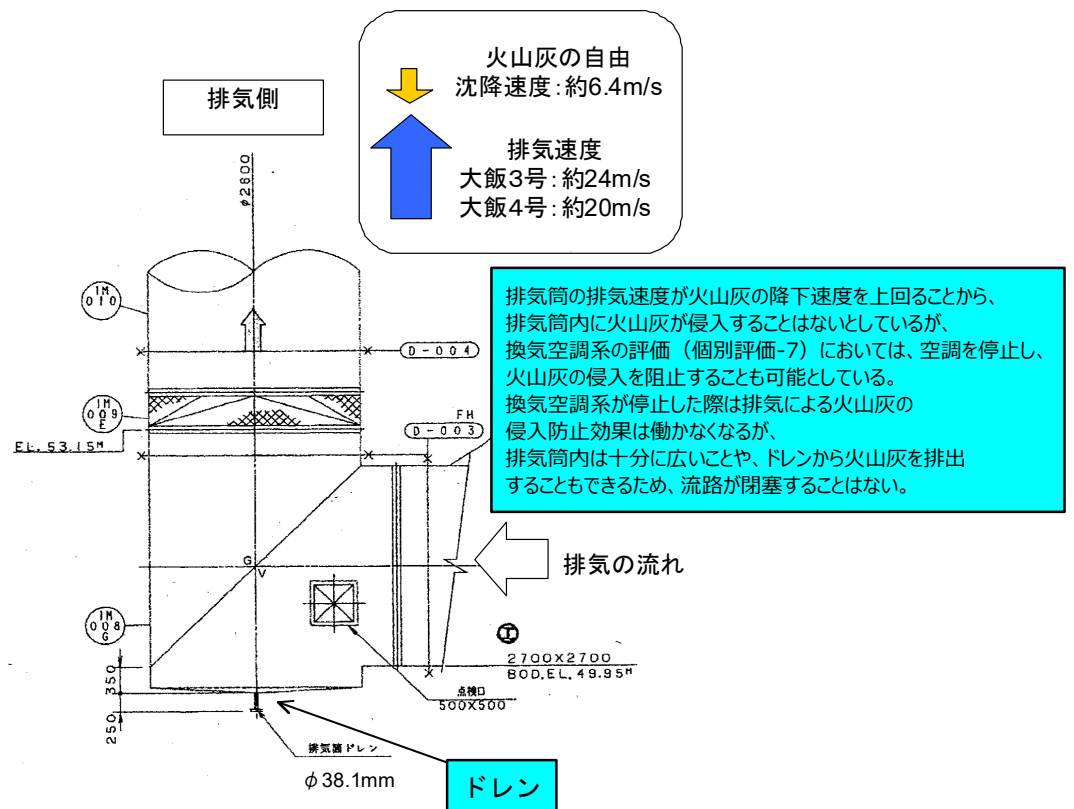 火山灰の自由
沈降速度:約6.4m/s
排気速度
大飯3号:約24m/s
大飯4号:約20m/s
排気側
φ2800
1M
010
D-004
1M
009
E
FH
D-003
EL.53.15M
排気筒の排気速度が火山灰の降下速度を上回ることから、
排気筒内に火山灰が侵入することはないとしているが、
換気空調系の評価(個別評価-7)においては、空調を停止し、
火山灰の侵入を阻止することも可能としている。
換気空調系が停止した際は排気による火山灰の
侵入防止効果は働かなくなるが、
排気筒内は十分に広いことや、ドレンから火山灰を排出
することもできるため、流路が閉塞することはない。
G
V
排気の流れ
1M
008
G
エ
2700X2700
BOD.EL.49.95M
350
250
点検口
500X500
排気筒ドレン
φ38.1mm
ドレン